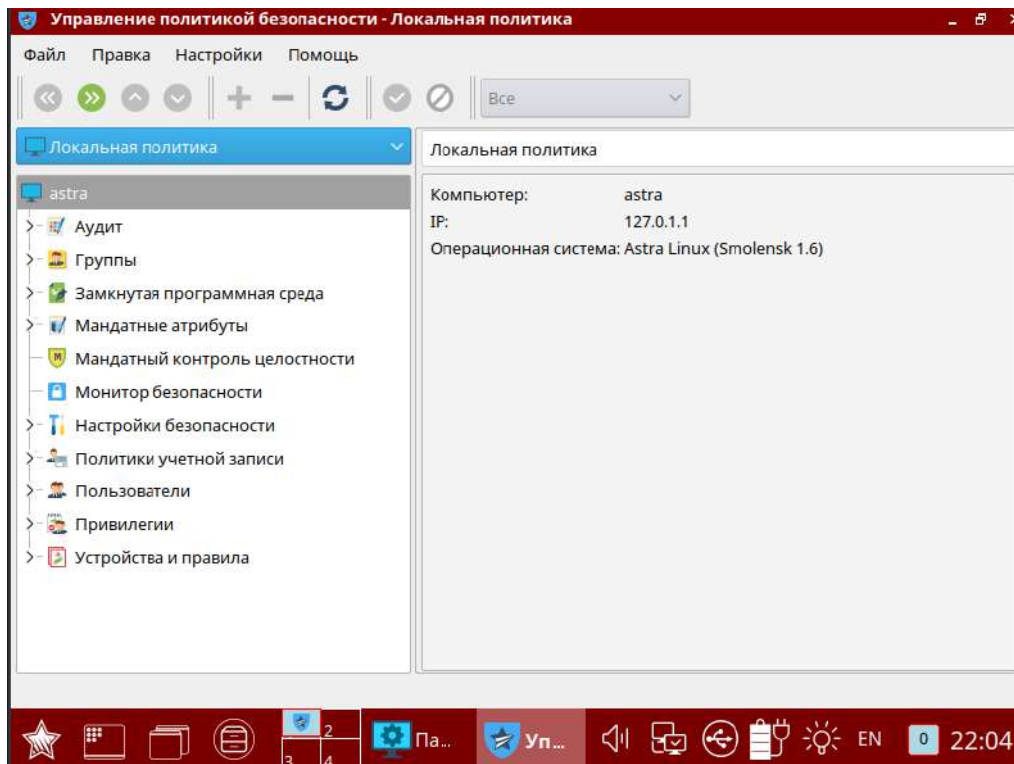 Управление политикой безопасности - Локальная политика
Файл Правка Настройки Помощь
Все
Локальная политика
Локальная политика
astra
Компьютер: astra
IP: 127.0.1.1
Операционная система: Astra Linux (Smolensk 1.6)
Аудит
Группы
Замкнутая программная среда
Мандатные атрибуты
Мандатный контроль целостности
Монитор безопасности
Настройки безопасности
Политики учетной записи
Пользователи
Привилегии
Устройства и правила
2
3 4
Па...
Уп...
EN
0
22:04